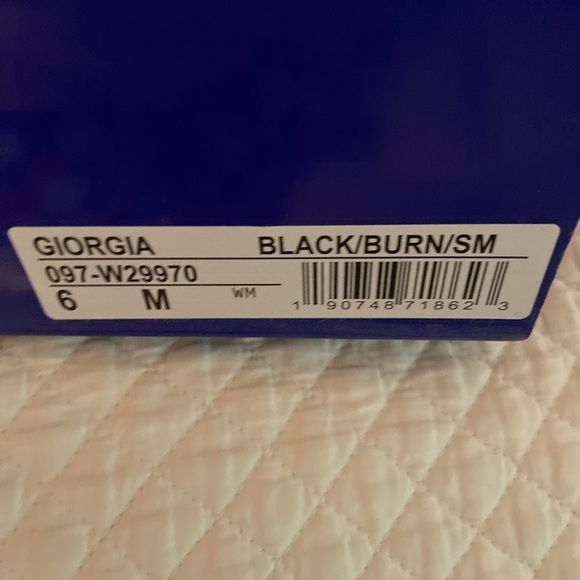 GIORGIA BLACK/BURN/SM
097-W29970
6 M WM
1 90748 71862 3